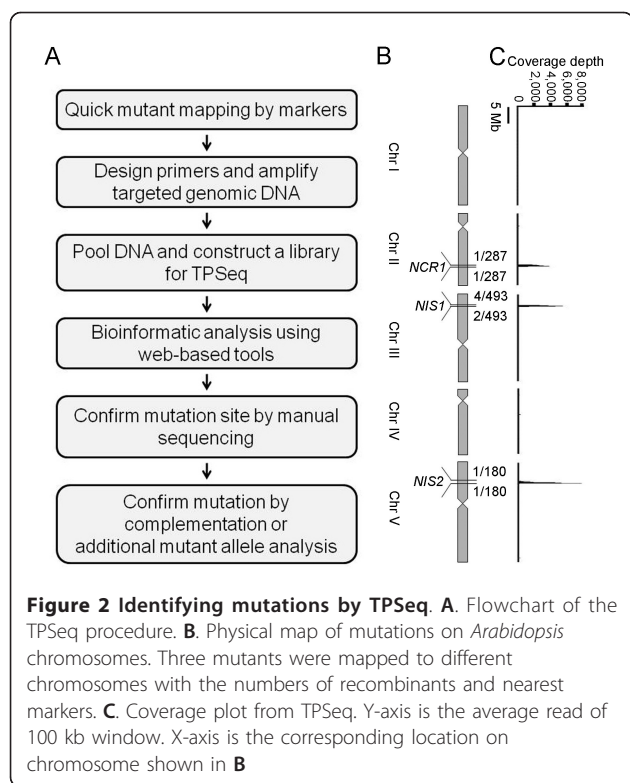 A
Quick mutant mapping by markers
Design primers and amplify
targeted genomic DNA
Pool DNA and construct a library
for TPSeq
Bioinformatic analysis using
web-based tools
Confirm mutation site by manual
sequencing
Confirm mutation by
complementation or
additional mutant allele analysis
B
Chr I
Chr II
Chr III
Chr IV
Chr V
NCR1
1/287
1/287
NIS1
4/493
2/493
NIS2
1/180
1/180
C
Coverage depth
0
2,000
4,000
6,000
8,000
5 Mb
Figure 2 Identifying mutations by TPSeq. A. Flowchart of the
TPSeq procedure. B. Physical map of mutations on Arabidopsis
chromosomes. Three mutants were mapped to different
chromosomes with the numbers of recombinants and nearest
markers. C. Coverage plot from TPSeq. Y-axis is the average read of
100 kb window. X-axis is the corresponding location on
chromosome shown in B